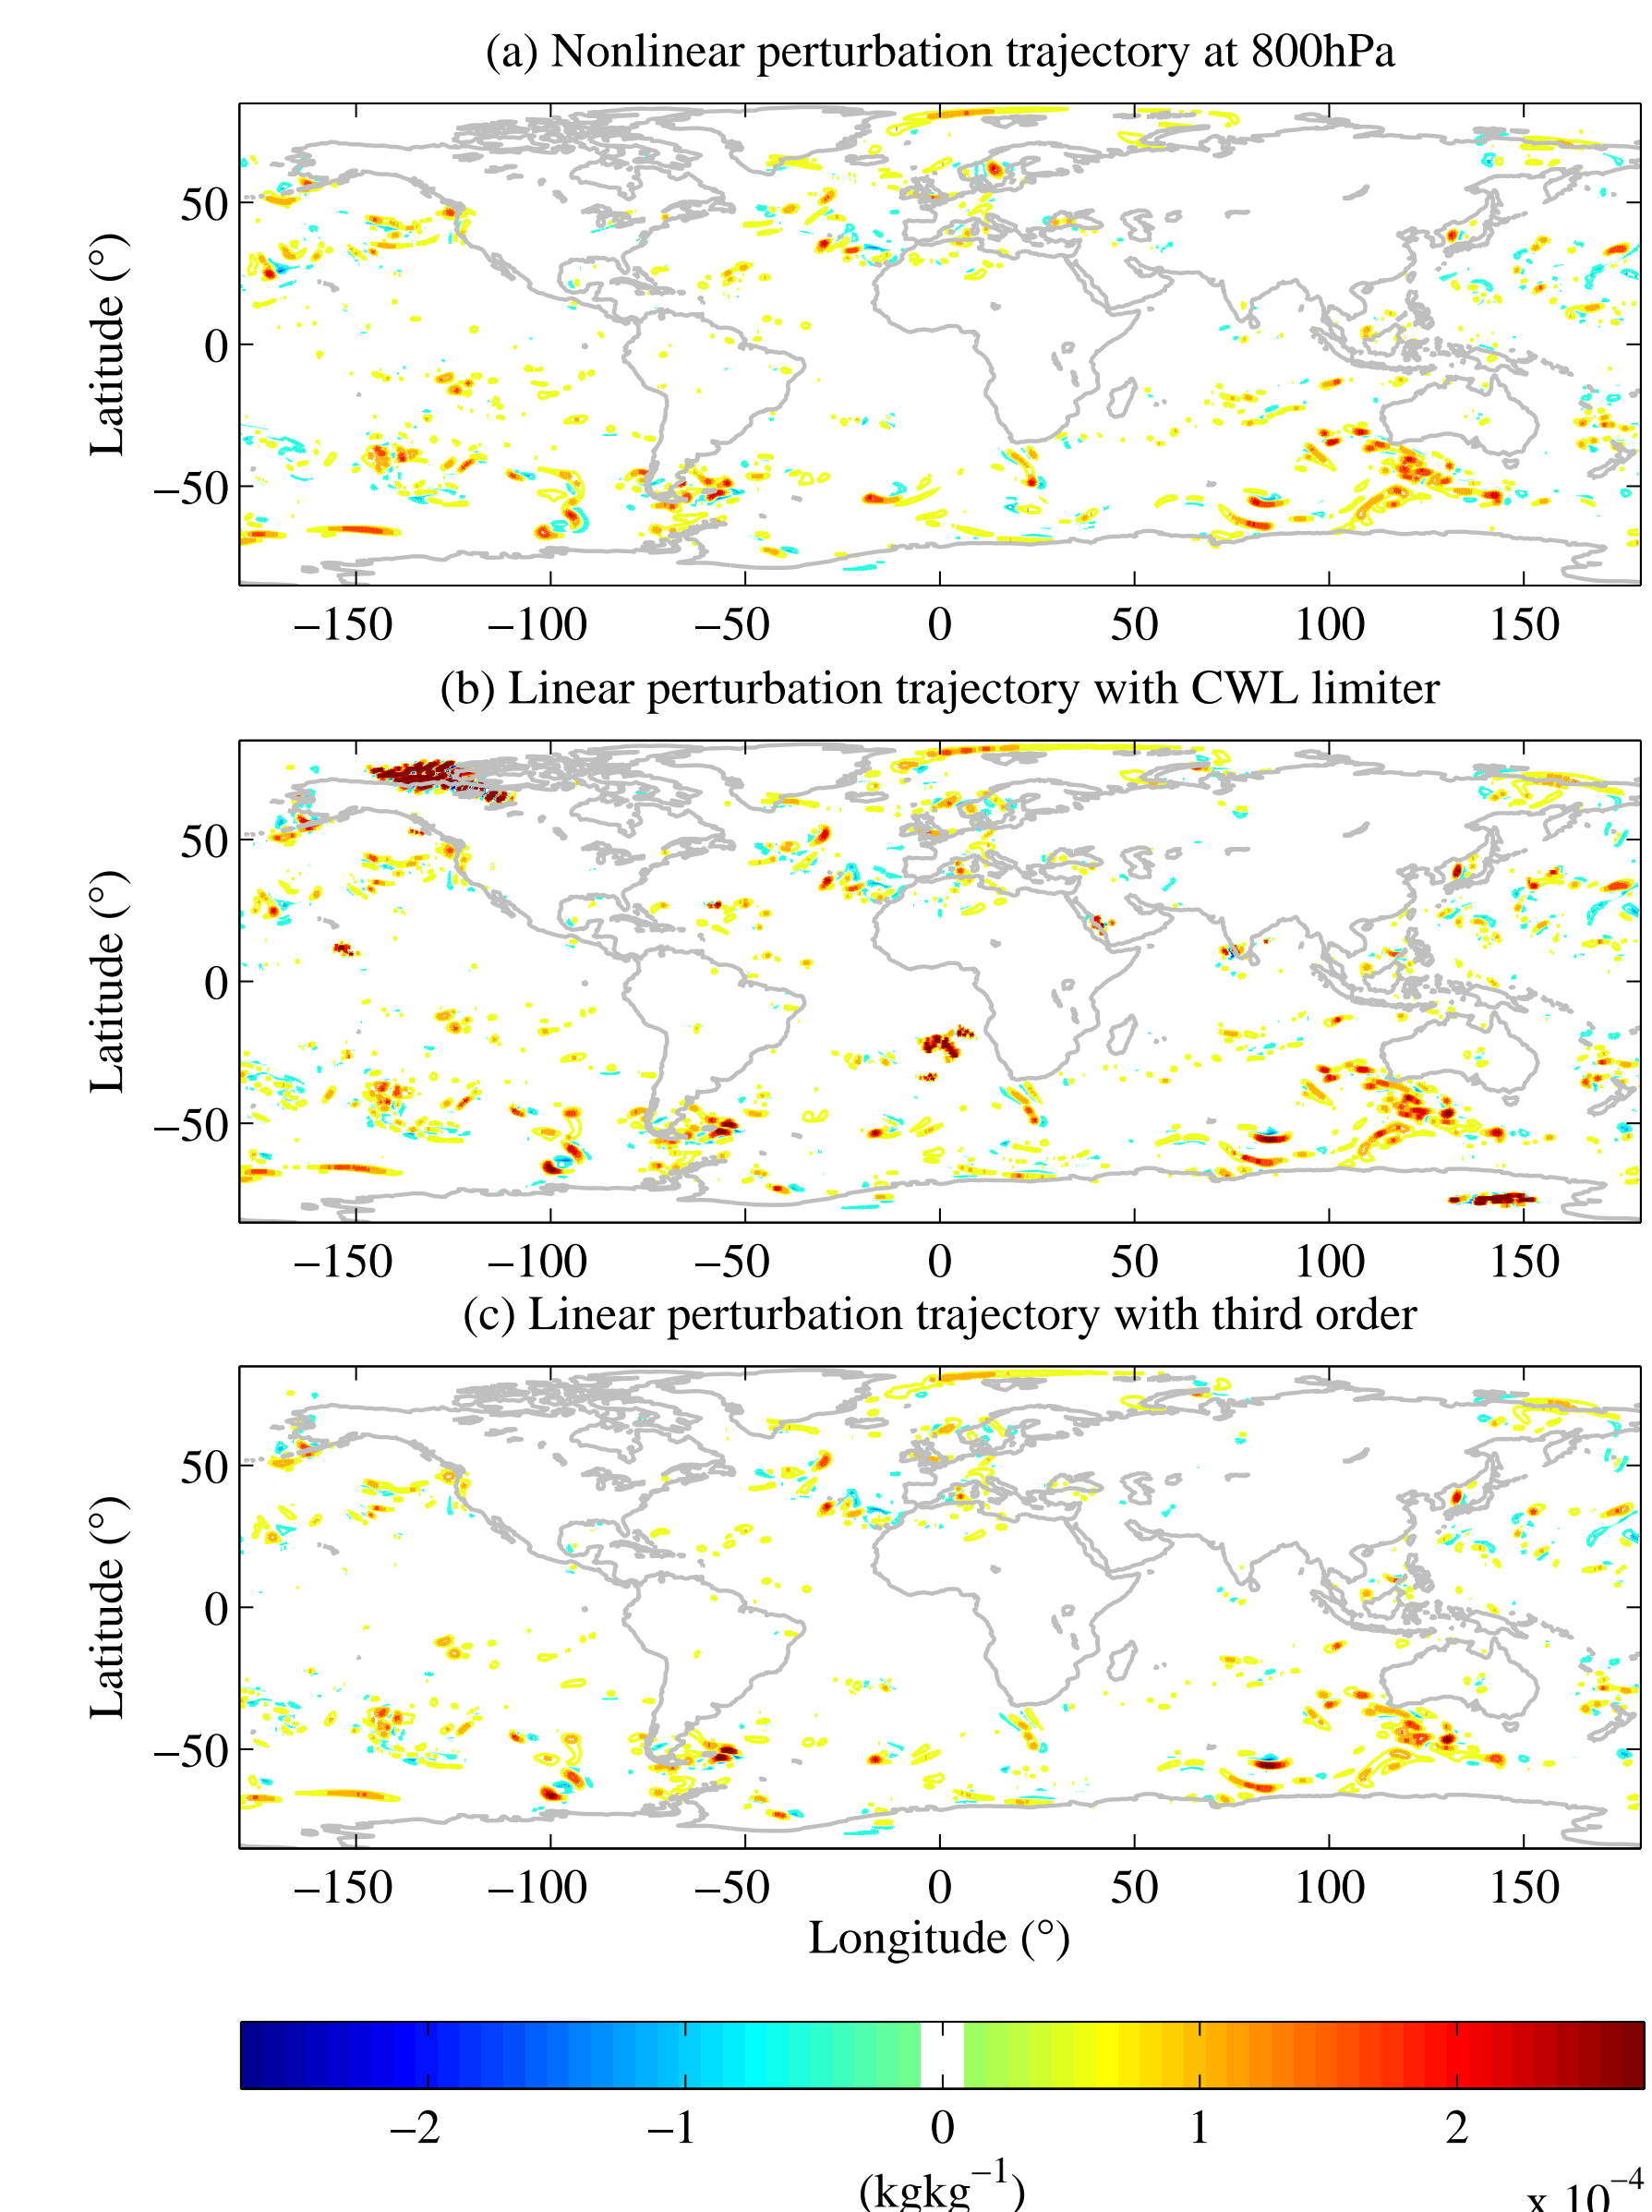 (a) Nonlinear perturbation trajectory at 800hPa
Latitude (°)
50
0
−50
−150 −100 −50 0 50 100 150
(b) Linear perturbation trajectory with CWL limiter
Latitude (°)
50
0
−50
−150 −100 −50 0 50 100 150
(c) Linear perturbation trajectory with third order
Latitude (°)
50
0
−50
−150 −100 −50 0 50 100 150
Longitude (°)
−2 −1 0 1 2
(kgkg⁻¹)
x 10⁻⁴